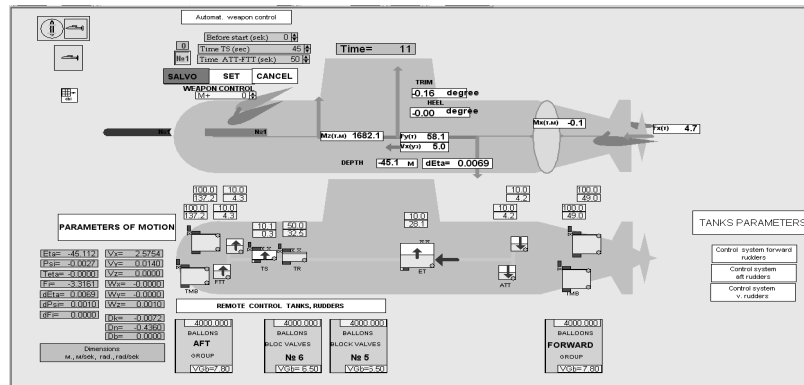 Automat. weapon control
Before start (sek) 0
0 Time TS (sec) 45
№1 Time ATT-FTT (sek) 50
SALVO SET CANCEL
WEAPON CONTROL
M+ 0
Time= 11
TRIM
-0.16 degree
HEEL
-0.00 degree
№1
Mz(т.м) 1682.1
Fy(т) 58.1
Vx(уз) 5.0
Mx(т.м) -0.1
Fx(т) 4.7
DEPTH -45.1 м dEta= 0.0069
100.0 10.0
137.2 4.3
100.0 10.0
137.2 4.3
10.1 50.0
0.3 32.5
10.0
28.1
10.0 100.0
4.2 49.0
10.0 100.0
4.2 49.0
PARAMETERS OF MOTION
TANKS PARAMETERS
Control system forward rudders
Control system aft rudders
Control system v. rudders
Eta= -45.112 Vx= 2.5754
Psi= -0.0027 Vy= 0.0140
Teta= -0.0000 Vz= 0.0000
Fi= -3.3161 Wx= -0.0000
dEta= 0.0069 Wy= -0.0000
dPsi= 0.0010 Wz= 0.0010
dFi= 0.0000
Dk= -0.0072
Dn= -0.4360
Db= 0.0000
Dimensions
м., M/sek, rad., rad/sek
TMB FTT TS TR ET ATT TMB
REMOTE CONTROL TANKS, RUDDERS
4000.000
BALLONS
AFT
GROUP
VGb=7.80
4000.000
BALLONS
BLOC VALVES
№ 6
VGb=6.50
4000.000
BALLONS
BLOCK VALVES
№ 5
VGb=6.50
4000.000
BALLOONS
FORWARD
GROUP
VGb=7.80